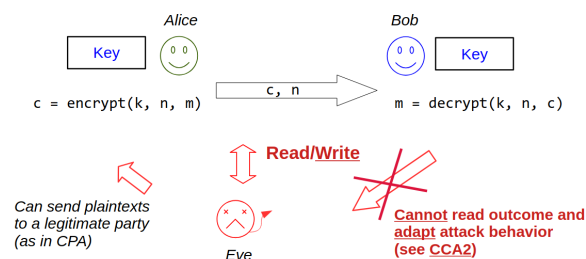 Alice
Bob
Key
Key
c = encrypt(k, n, m)
c, n
m = decrypt(k, n, c)
Read/Write
Can send plaintexts
to a legitimate party
(as in CPA)
Eve
Cannot read outcome and
adapt attack behavior
(see CCA2)